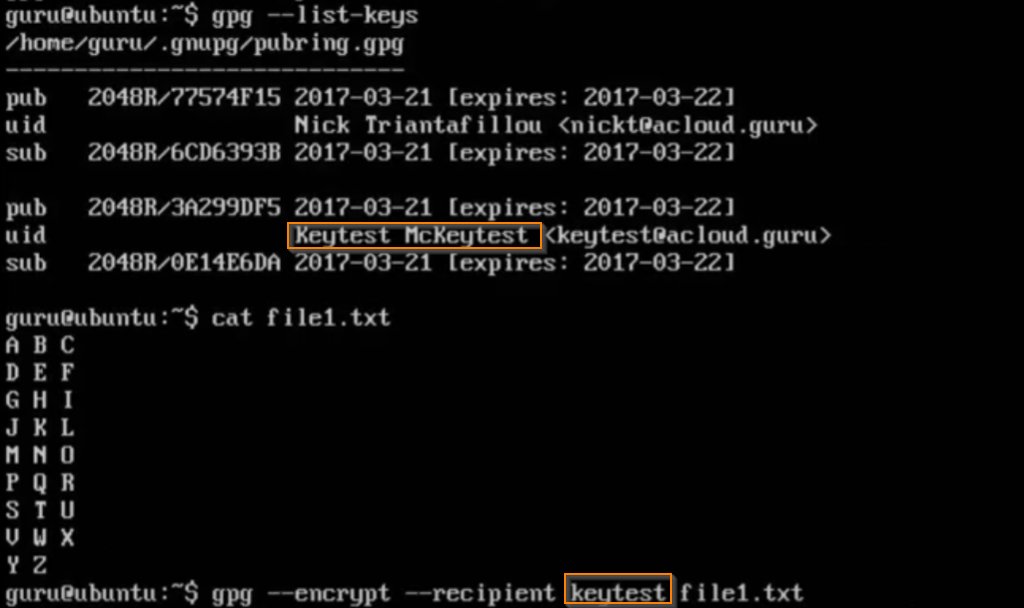 guru@ubuntu:~$ gpg --list-keys
/home/guru/.gnupg/pubring.gpg
-----------------------------
pub 2048R/77574F15 2017-03-21 [expires: 2017-03-22]
uid Nick Triantafillou <nickt@acloud.guru>
sub 2048R/6CD6393B 2017-03-21 [expires: 2017-03-22]
pub 2048R/3A299DF5 2017-03-21 [expires: 2017-03-22]
uid Keytest McKeytest <keytest@acloud.guru>
sub 2048R/0E14E6DA 2017-03-21 [expires: 2017-03-22]
guru@ubuntu:~$ cat file1.txt
A B C
D E F
G H I
J K L
M N O
P Q R
S T U
V W X
Y Z
guru@ubuntu:~$ gpg --encrypt --recipient keytest file1.txt